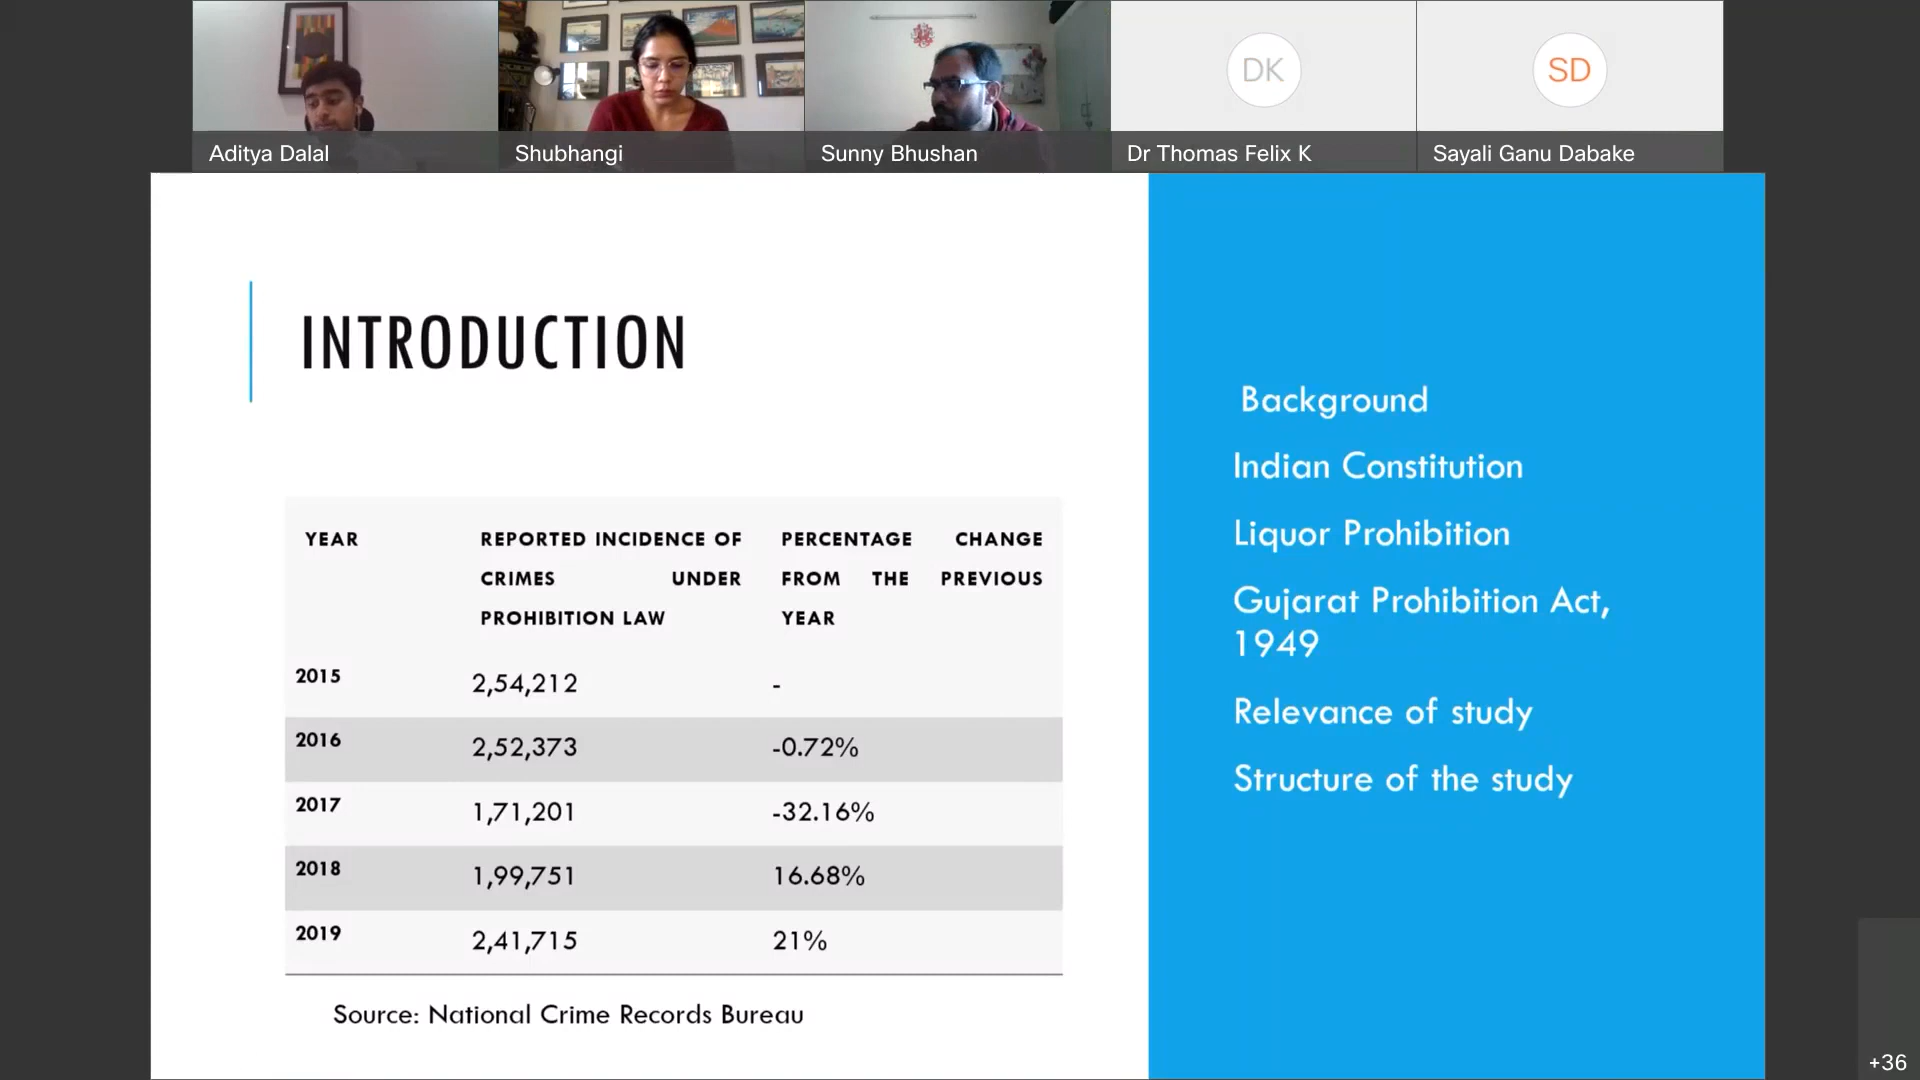 Aditya Dalal
Shubhangi
Sunny Bhushan
DK
Dr Thomas Felix K
SD
Sayali Ganu Dabake
INTRODUCTION
YEAR
REPORTED INCIDENCE OF
CRIMES UNDER
PROHIBITION LAW
PERCENTAGE CHANGE
FROM THE PREVIOUS
YEAR
2015 2,54,212 -
2016 2,52,373 -0.72%
2017 1,71,201 -32.16%
2018 1,99,751 16.68%
2019 2,41,715 21%
Source: National Crime Records Bureau
Background
Indian Constitution
Liquor Prohibition
Gujarat Prohibition Act,
1949
Relevance of study
Structure of the study
+36